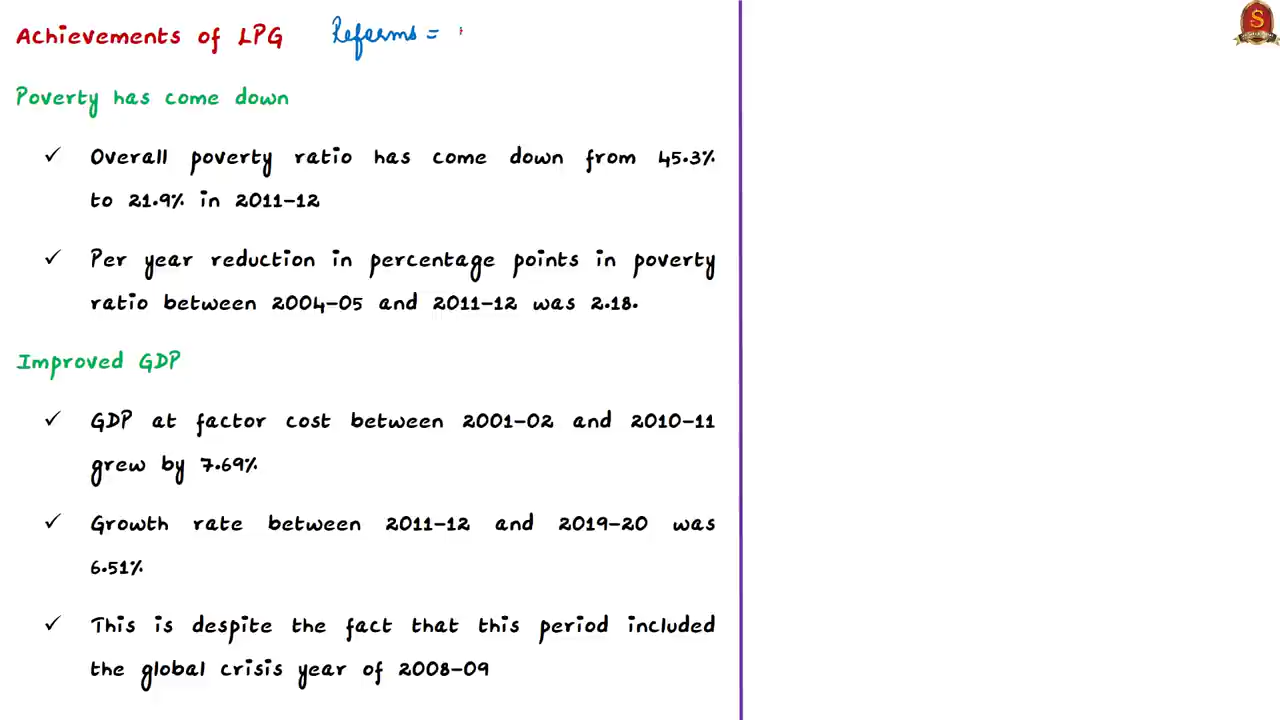 Achievements of LPG Reforms =
Poverty has come down
✓ Overall poverty ratio has come down from 45.3%
to 21.9% in 2011-12
✓ Per year reduction in percentage points in poverty
ratio between 2004-05 and 2011-12 was 2.18.
Improved GDP
✓ GDP at factor cost between 2001-02 and 2010-11
grew by 7.69%
✓ Growth rate between 2011-12 and 2019-20 was
6.51%
✓ This is despite the fact that this period included
the global crisis year of 2008-09
S